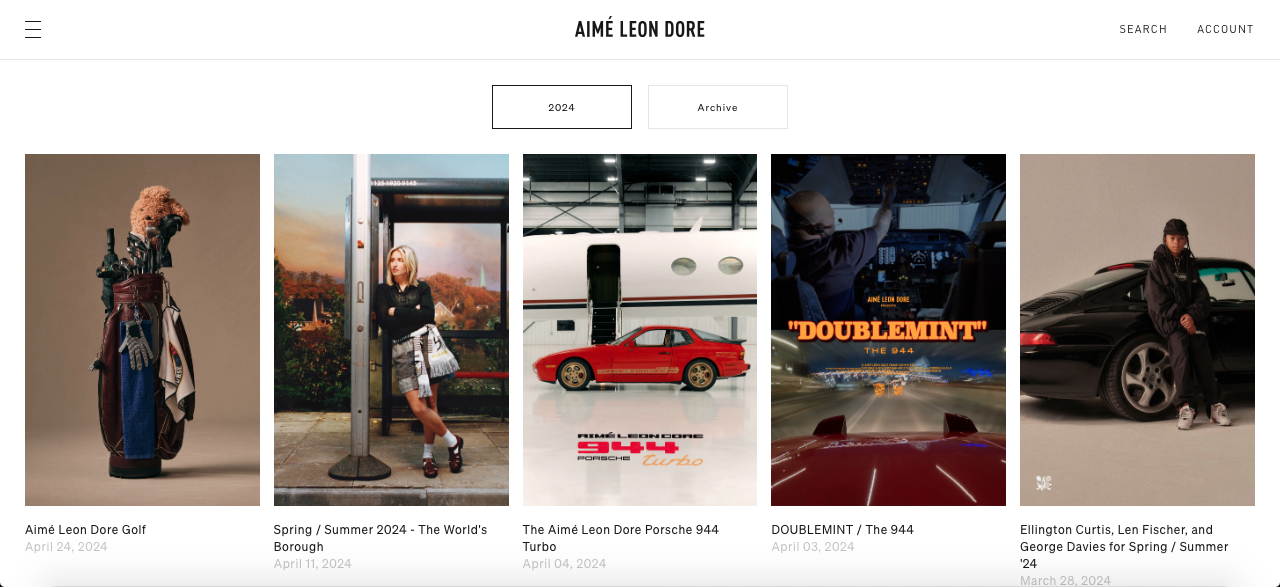 AIMÉ LEON DORE
SEARCH
ACCOUNT
2024
Archive
AIMÉ LEON DORE
"DOUBLEMINT"
THE 944
AIMÉ LEON DORE
944
PORSCHE turbo
Aimé Leon Dore Golf
April 24, 2024
Spring / Summer 2024 - The World's
Borough
April 11, 2024
The Aimé Leon Dore Porsche 944
Turbo
April 04, 2024
DOUBLEMINT / The 944
April 03, 2024
Ellington Curtis, Len Fischer, and
George Davies for Spring / Summer
'24
March 28, 2024